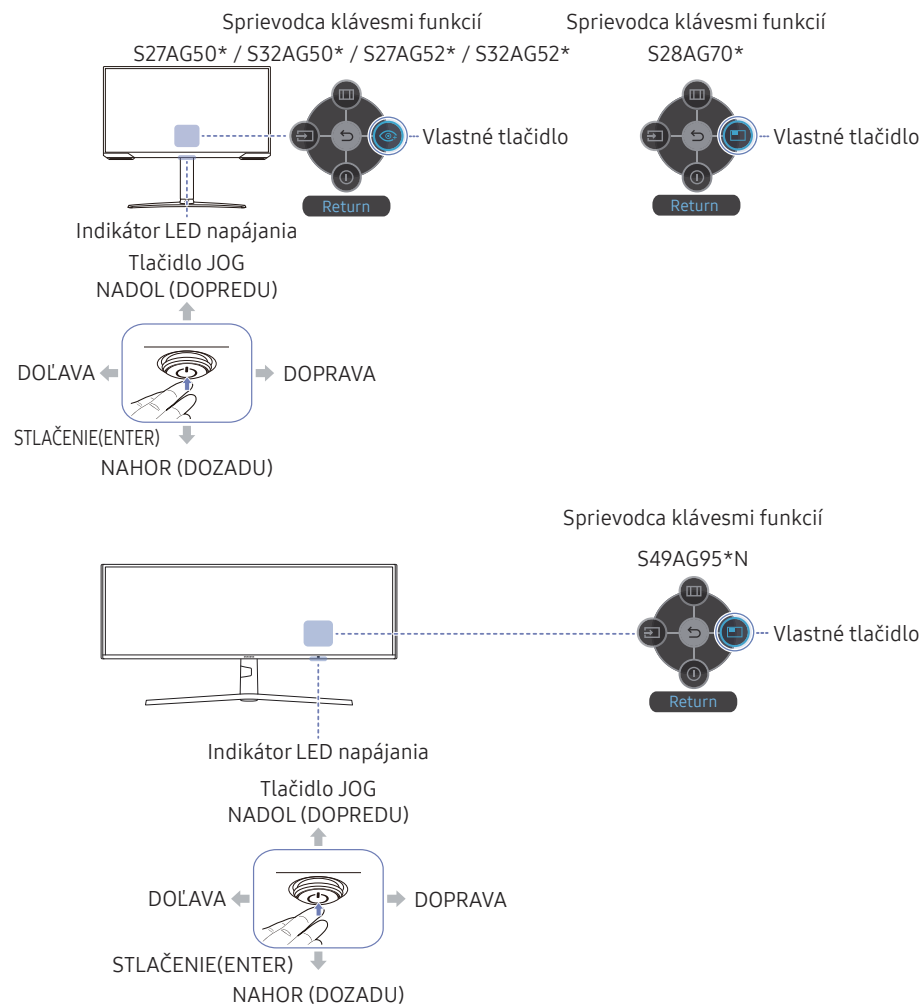 Sprievodca klávesmi funkcií
S27AG50* / S32AG50* / S27AG52* / S32AG52*
Vlastné tlačidlo
Return
Sprievodca klávesmi funkcií
S28AG70*
Vlastné tlačidlo
Return
Indikátor LED napájania
Tlačidlo JOG
NADOL (DOPREDU)
DOĽAVA
DOPRAVA
STLAČENIE(ENTER)
NAHOR (DOZADU)
Sprievodca klávesmi funkcií
S49AG95*N
Vlastné tlačidlo
Return
Indikátor LED napájania
Tlačidlo JOG
NADOL (DOPREDU)
DOĽAVA
DOPRAVA
STLAČENIE(ENTER)
NAHOR (DOZADU)